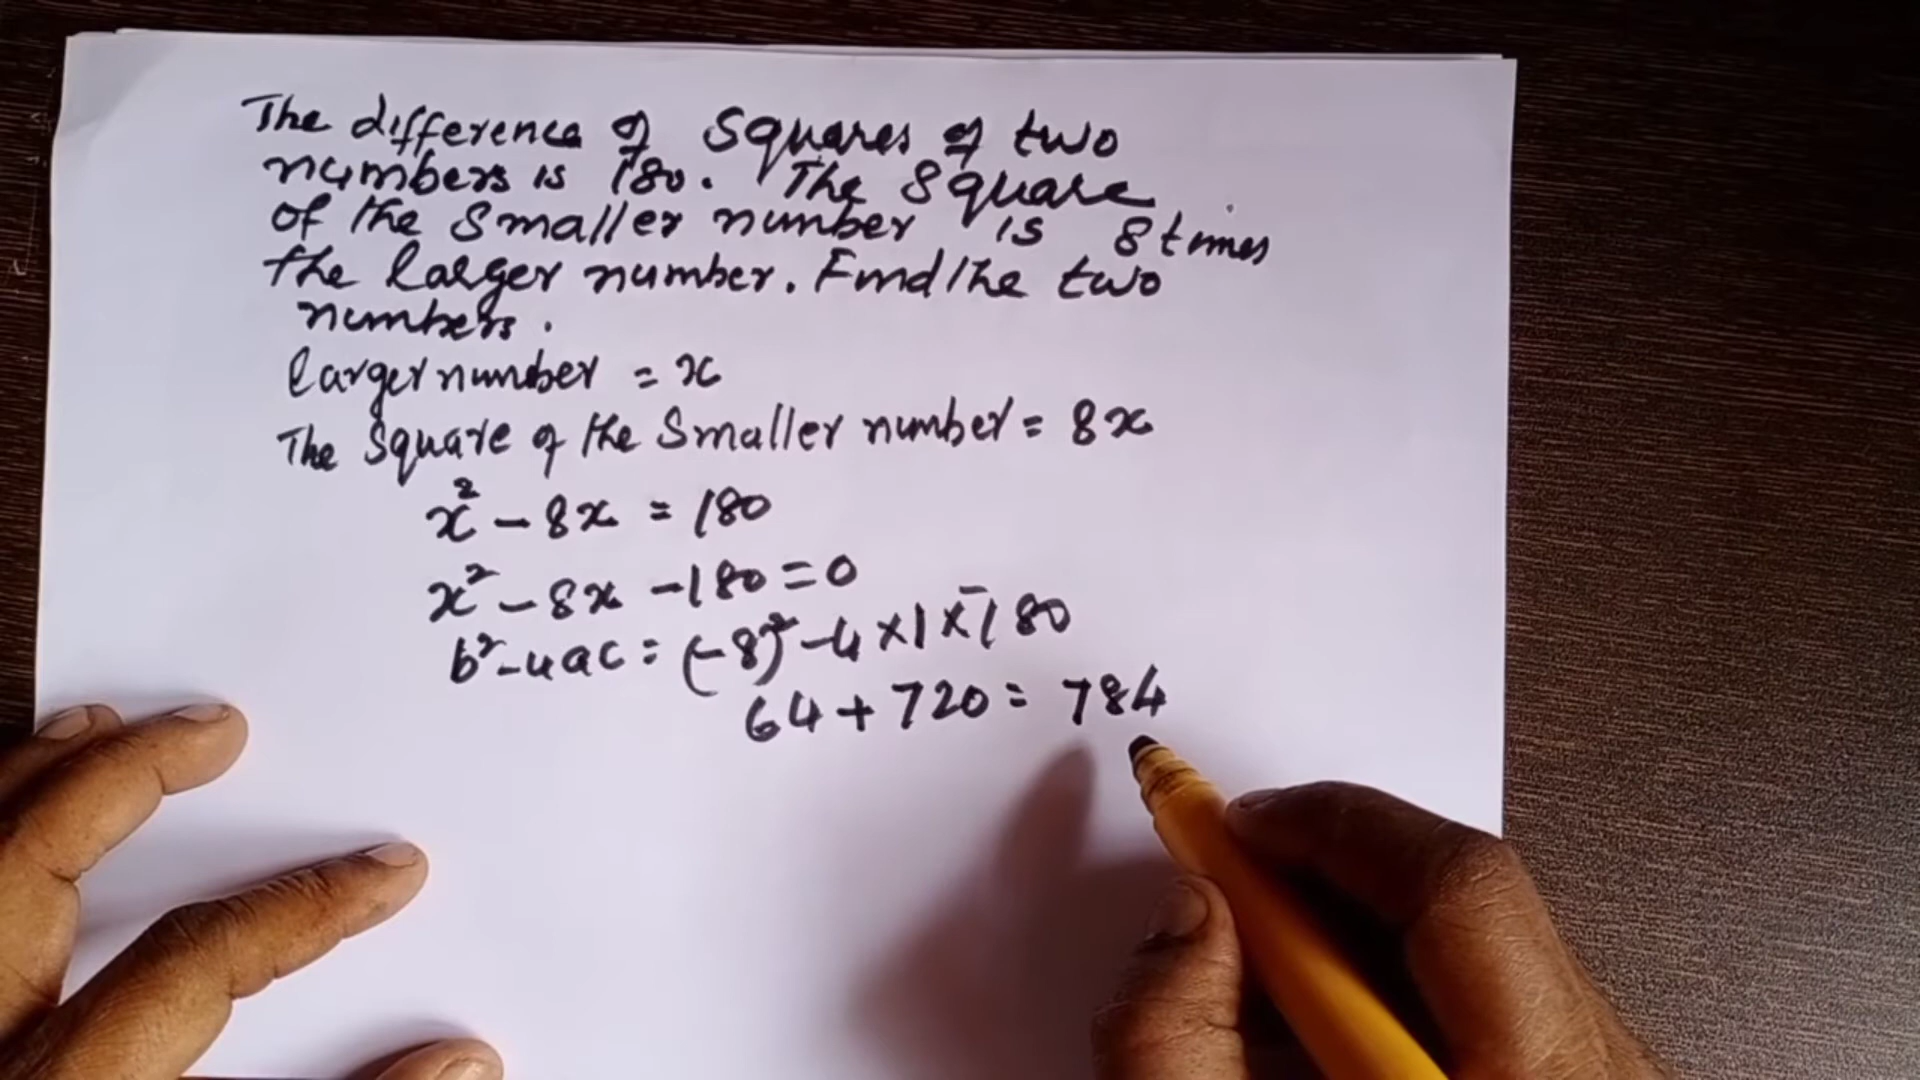 The difference of squares of two
numbers is 180. The square
of the smaller number is 8 times
the larger number. Find the two
numbers.
larger number = x
The square of the smaller number = 8x
x² - 8x = 180
x² - 8x - 180 = 0
b² - 4ac = (-8)² - 4 × 1 × -180
64 + 720 = 784